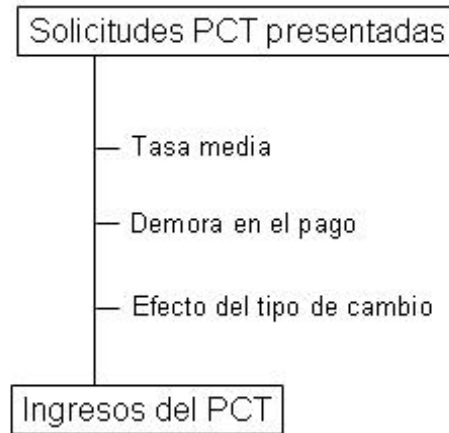 Solicitudes PCT presentadas
Tasa media
Demora en el pago
Efecto del tipo de cambio
Ingresos del PCT